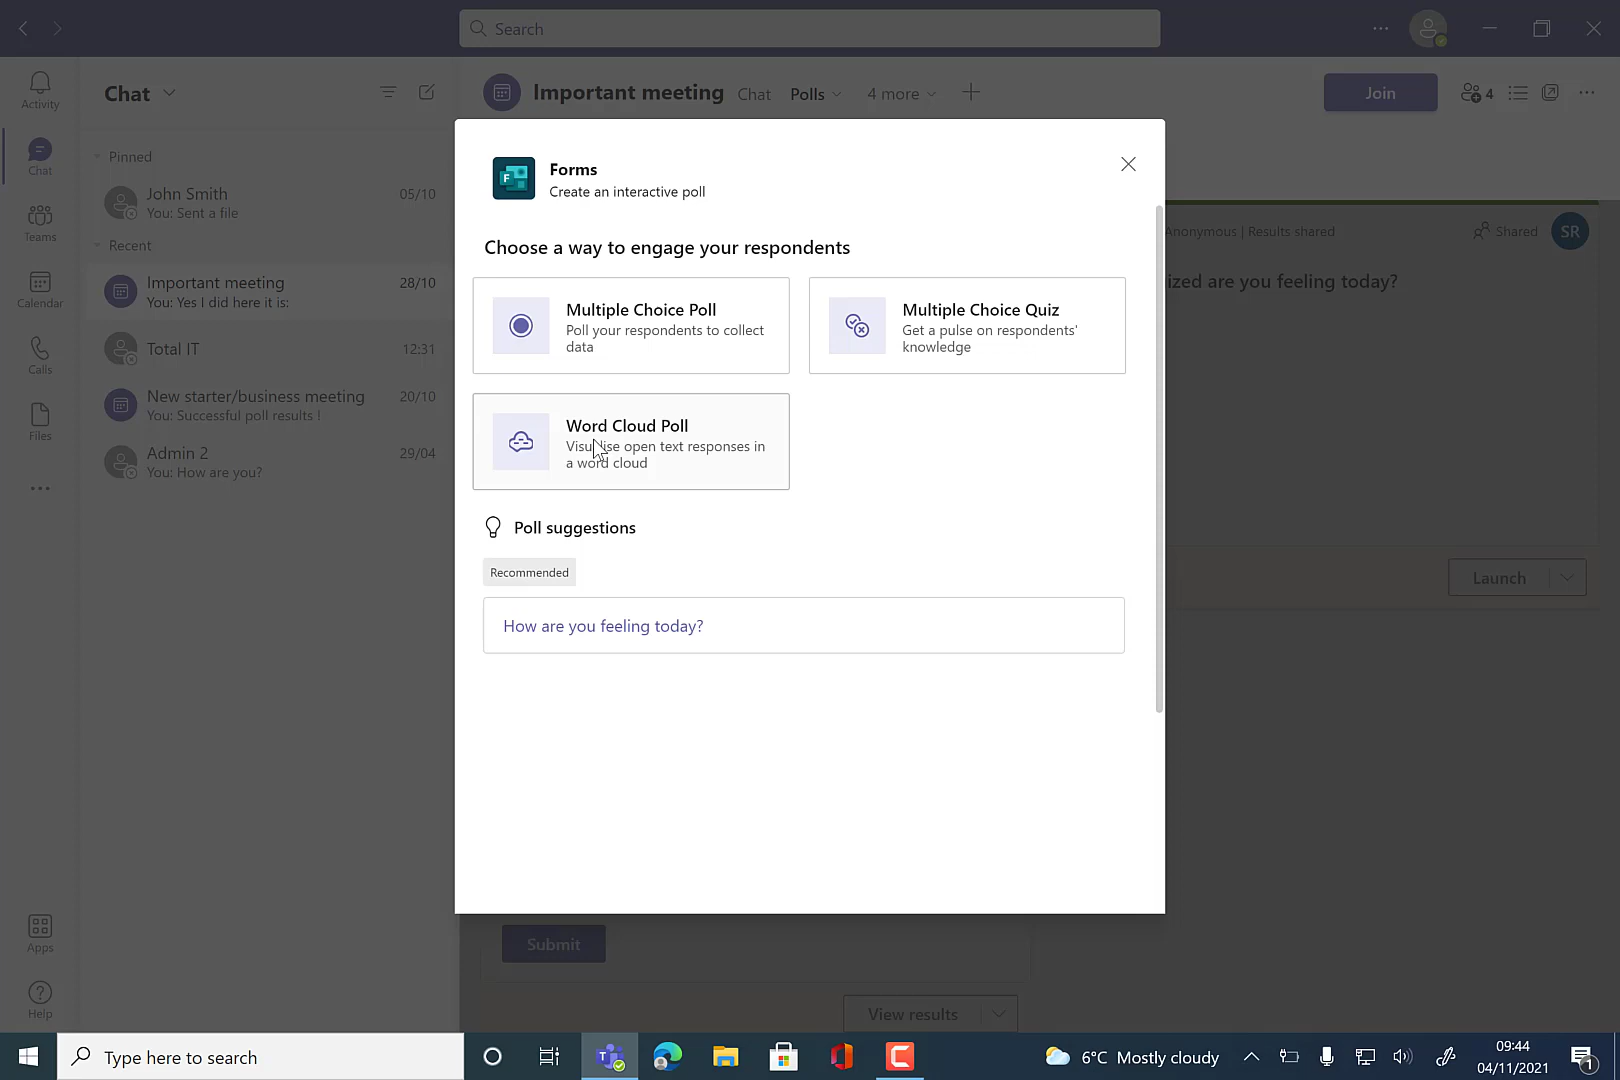 Search
Activity
Chat
Teams
Calendar
Calls
Files
Apps
Help
Chat
Pinned
John Smith 05/10
You: Sent a file
Recent
Important meeting 28/10
You: Yes I did here it is:
Total IT 12:31
New starter/business meeting 20/10
You: Successful poll results !
Admin 2 29/04
You: How are you?
Important meeting Chat Polls 4 more
Join
4
Anonymous | Results shared
Shared
SR
ized are you feeling today?
Launch
Forms
Create an interactive poll
Choose a way to engage your respondents
Multiple Choice Poll
Poll your respondents to collect
data
Multiple Choice Quiz
Get a pulse on respondents'
knowledge
Word Cloud Poll
Visualise open text responses in
a word cloud
Poll suggestions
Recommended
How are you feeling today?
Submit
View results
Type here to search
6°C Mostly cloudy
09:44
04/11/2021
1